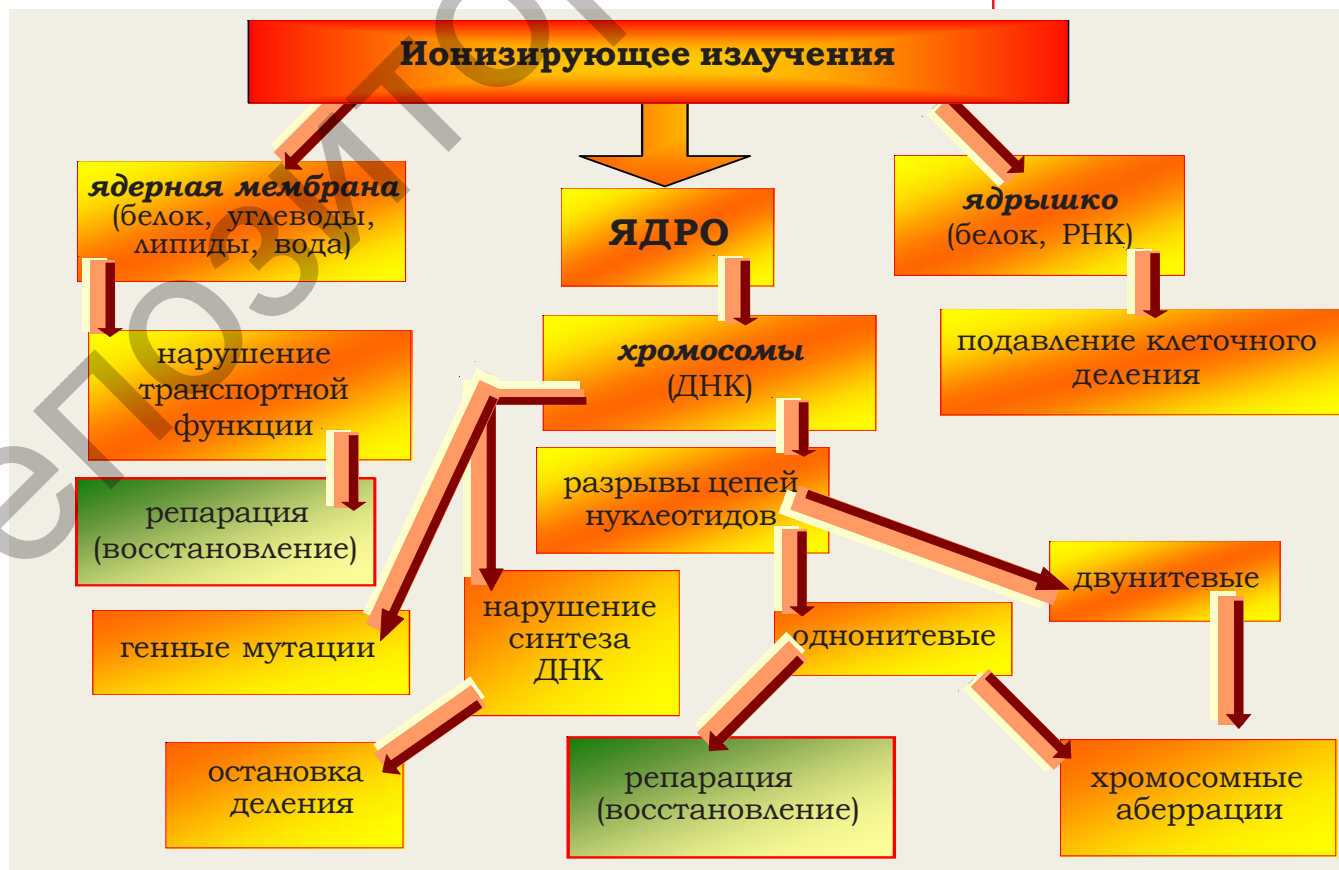 Ионизирующее излучения
ядерная мембрана
(белок, углеводы,
липиды, вода)
ЯДРО
ядрышко
(белок, РНК)
нарушение
транспортной
функции
хромосомы
(ДНК)
подавление клеточного
деления
репарация
(восстановление)
разрывы цепей
нуклеотидов
генные мутации
нарушение
синтеза
ДНК
однонитевые
двунитевые
остановка
деления
репарация
(восстановление)
хромосомные
аберрации